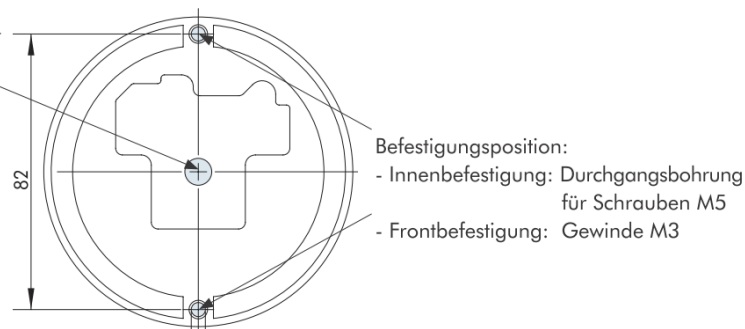 82
Befestigungsposition:
- Innenbefestigung: Durchgangsbohrung
für Schrauben M5
- Frontbefestigung: Gewinde M3